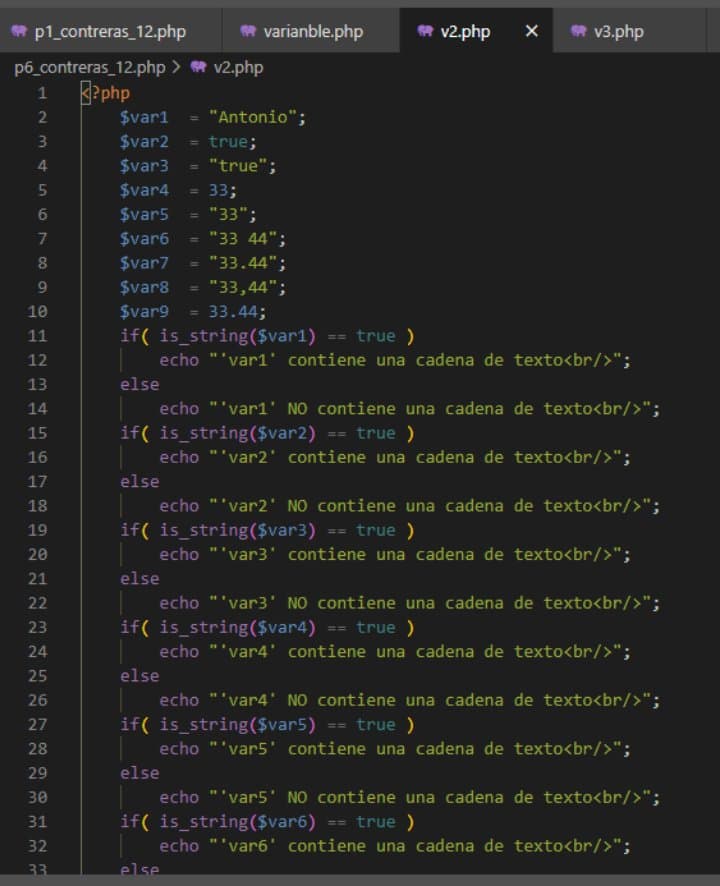 p1_contreras_12.php varianble.php v2.php × v3.php
p6_contreras_12.php > v2.php
1 <?php
2 $var1 = "Antonio";
3 $var2 = true;
4 $var3 = "true";
5 $var4 = 33;
6 $var5 = "33";
7 $var6 = "33 44";
8 $var7 = "33.44";
9 $var8 = "33,44";
10 $var9 = 33.44;
11 if( is_string($var1) == true )
12 echo "'var1' contiene una cadena de texto<br/>";
13 else
14 echo "'var1' NO contiene una cadena de texto<br/>";
15 if( is_string($var2) == true )
16 echo "'var2' contiene una cadena de texto<br/>";
17 else
18 echo "'var2' NO contiene una cadena de texto<br/>";
19 if( is_string($var3) == true )
20 echo "'var3' contiene una cadena de texto<br/>";
21 else
22 echo "'var3' NO contiene una cadena de texto<br/>";
23 if( is_string($var4) == true )
24 echo "'var4' contiene una cadena de texto<br/>";
25 else
26 echo "'var4' NO contiene una cadena de texto<br/>";
27 if( is_string($var5) == true )
28 echo "'var5' contiene una cadena de texto<br/>";
29 else
30 echo "'var5' NO contiene una cadena de texto<br/>";
31 if( is_string($var6) == true )
32 echo "'var6' contiene una cadena de texto<br/>";
33 else